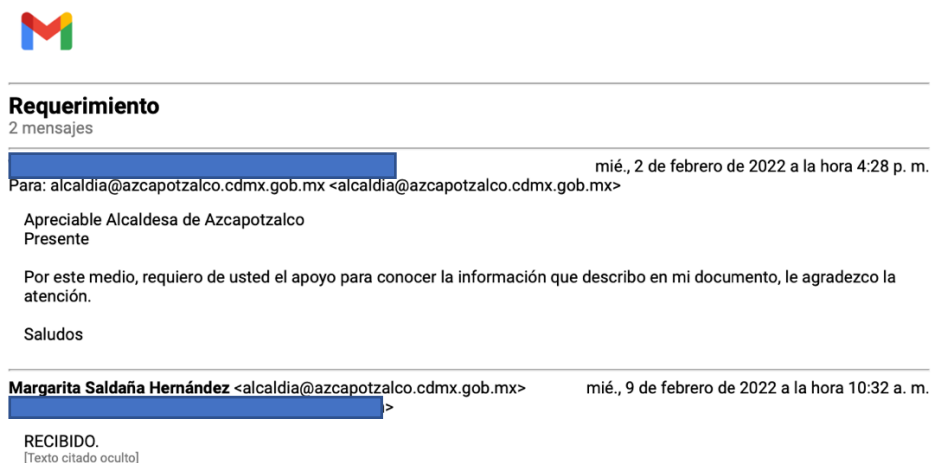 Requerimiento
2 mensajes
mié., 2 de febrero de 2022 a la hora 4:28 p. m.
Para: alcaldia@azcapotzalco.cdmx.gob.mx <alcaldia@azcapotzalco.cdmx.gob.mx>
Apreciable Alcaldesa de Azcapotzalco
Presente
Por este medio, requiero de usted el apoyo para conocer la información que describo en mi documento, le agradezco la
atención.
Saludos
Margarita Saldaña Hernández <alcaldia@azcapotzalco.cdmx.gob.mx> mié., 9 de febrero de 2022 a la hora 10:32 a. m.
>
RECIBIDO.
[Texto citado oculto]